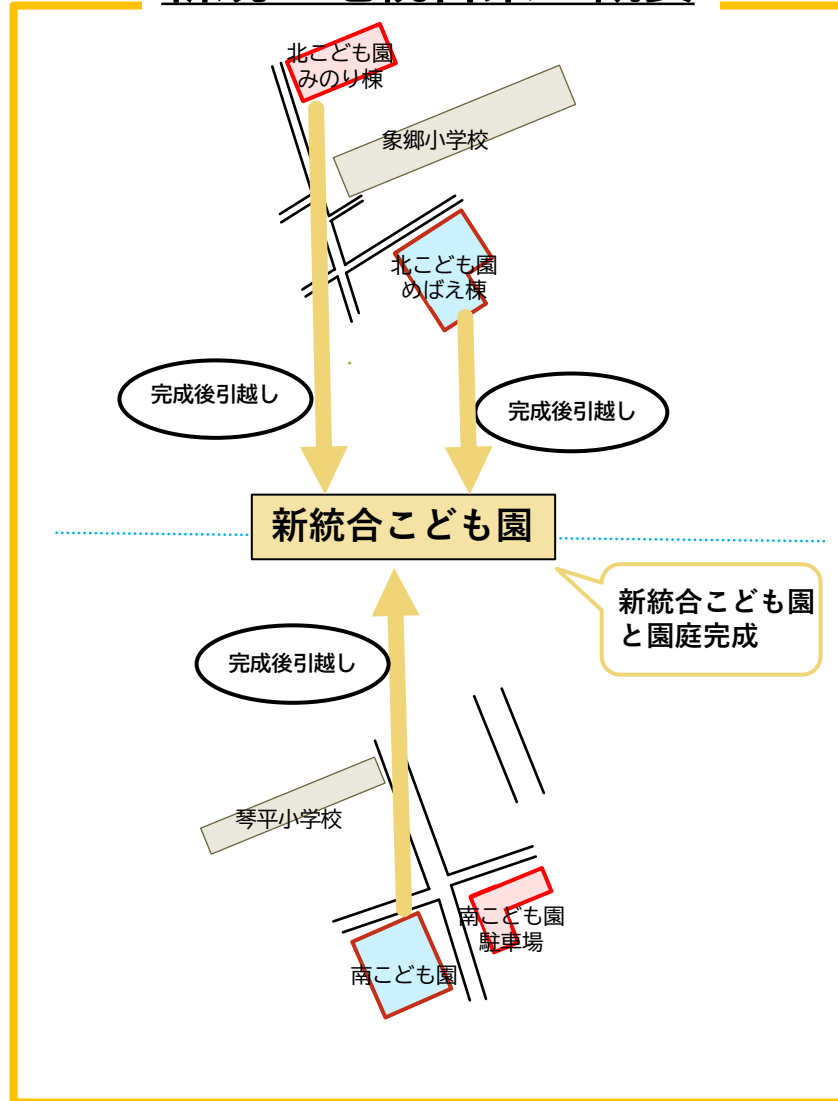 北こども園
みのり棟
象郷小学校
北こども園
めばえ棟
完成後引越し
完成後引越し
新統合こども園
新統合こども園
と園庭完成
完成後引越し
琴平小学校
南こども園
駐車場
南こども園